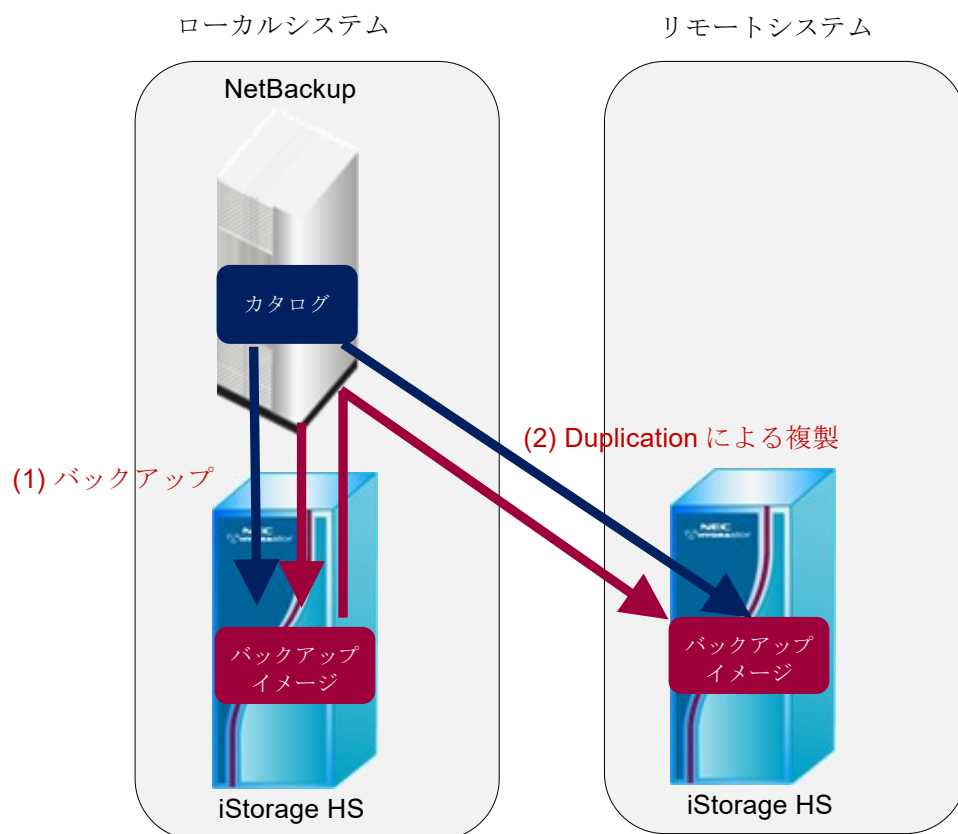 ローカルシステム
リモートシステム
NetBackup
カタログ
(1) バックアップ
(2) Duplication による複製
NEC
バックアップ
イメージ
iStorage HS
NEC
バックアップ
イメージ
iStorage HS